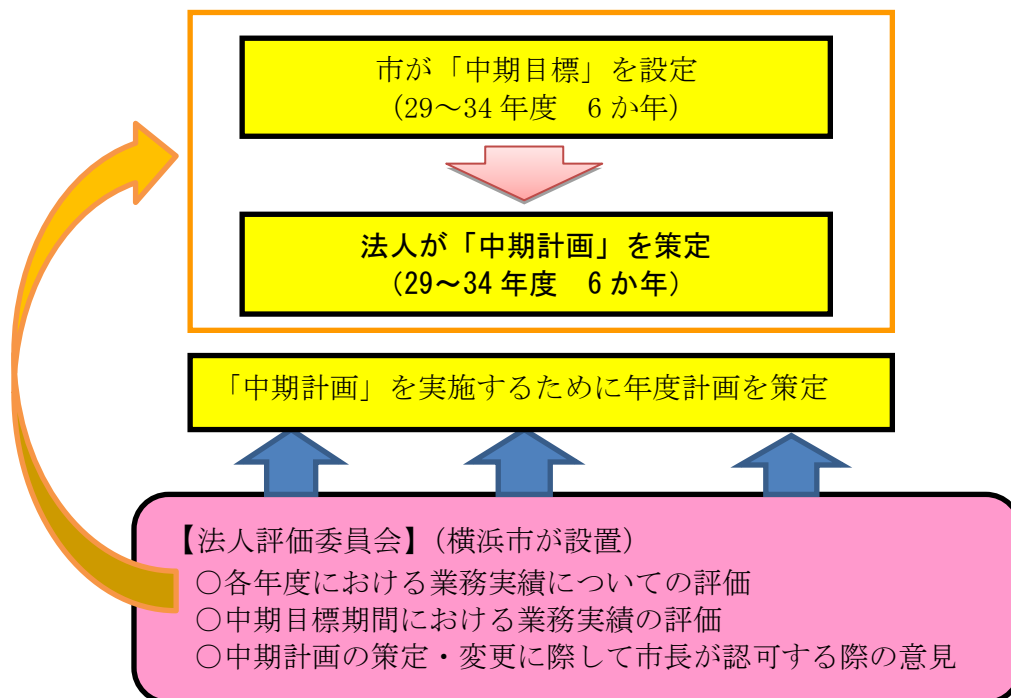 市が「中期目標」を設定
（29～34 年度　6 か年）
法人が「中期計画」を策定
（29～34 年度　6 か年）
「中期計画」を実施するために年度計画を策定
【法人評価委員会】（横浜市が設置）
○各年度における業務実績についての評価
○中期目標期間における業務実績の評価
○中期計画の策定・変更に際して市長が認可する際の意見